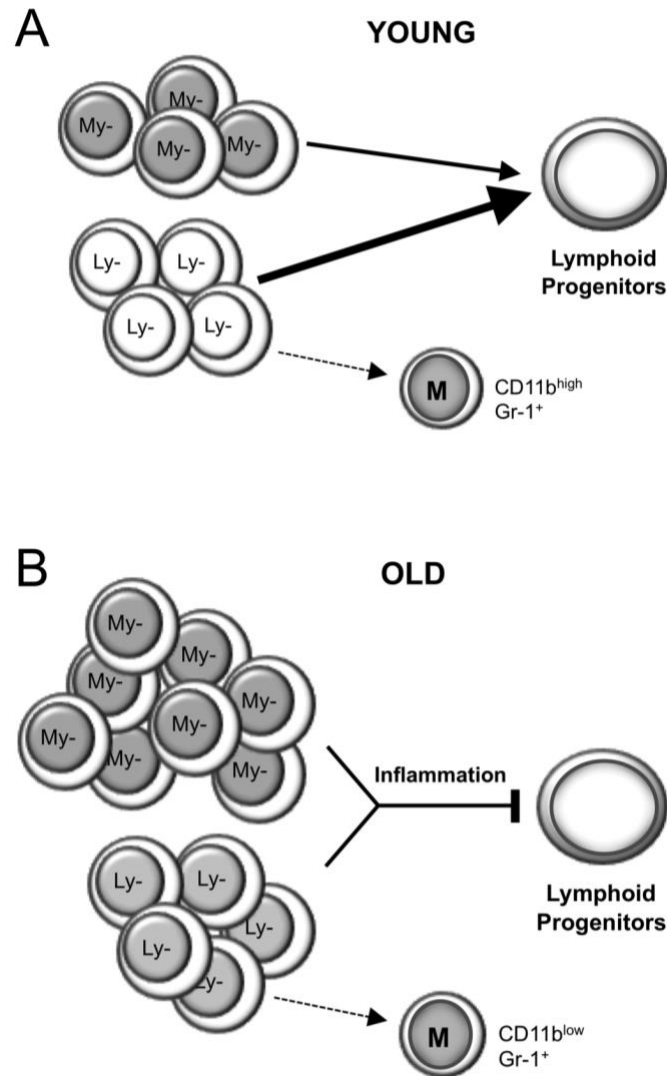 A
YOUNG
My-
My-
My-
My-
Ly-
Ly-
Ly-
Ly-
Lymphoid
Progenitors
M
CD11bhigh
Gr-1+
B
OLD
My-
My-
My-
My-
My-
My-
My-
My-
Inflammation
Ly-
Ly-
Ly-
Ly-
Ly-
Lymphoid
Progenitors
M
CD11blow
Gr-1+